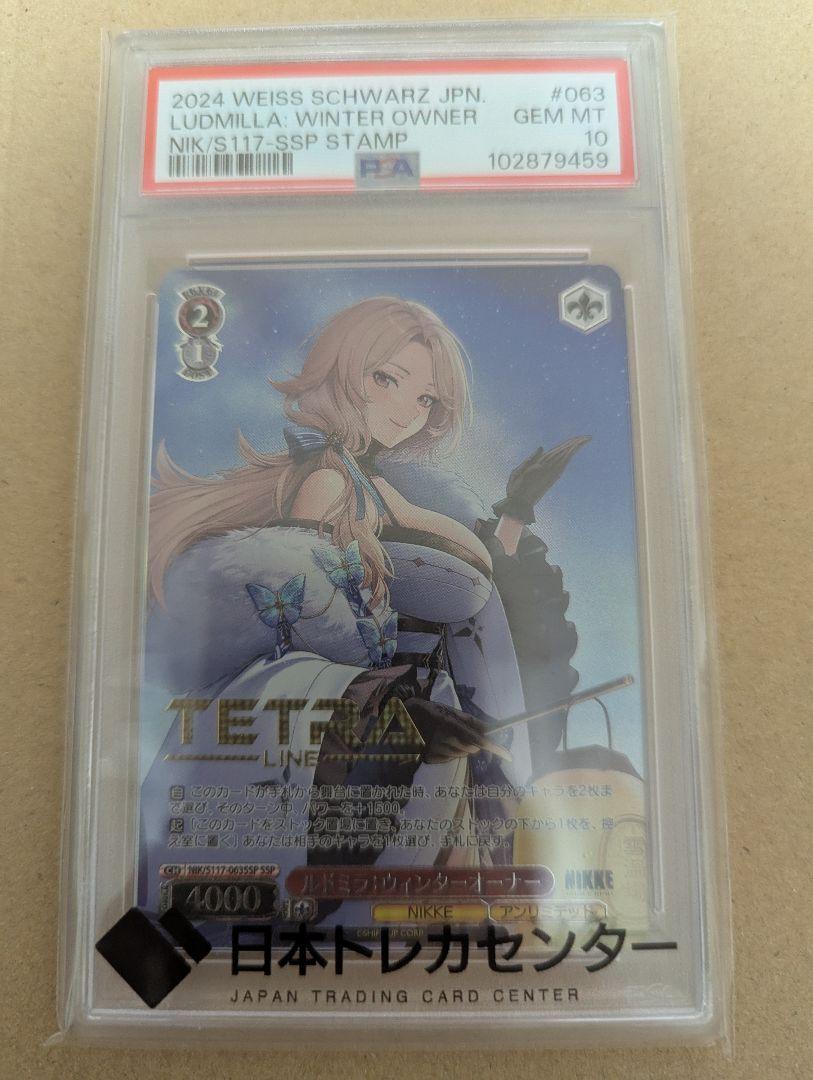 2024 WEISS SCHWARZ JPN. #063
LUDMILLA: WINTER OWNER GEM MT
NIK/S117-SSP STAMP 10
PSA 102879459
2
1
TETRA
LINE
自 このカードが手札から舞台に置かれた時、あなたは自分のキャラを2枚ま
で選び、そのターン中、パワーを+1500。
起［このカードをストック置場に置き、あなたのストックの下から1枚を、控
え室に置く］あなたは相手のキャラを1枚選び、手札に戻す。
CH NIK/S117-063SSP SSP
4000 ルドミラ：ウィンターオーナー NIKKE
NIKKE アンリミテッド
©SHIFT UP CORP.
日本トレカセンター
JAPAN TRADING CARD CENTER